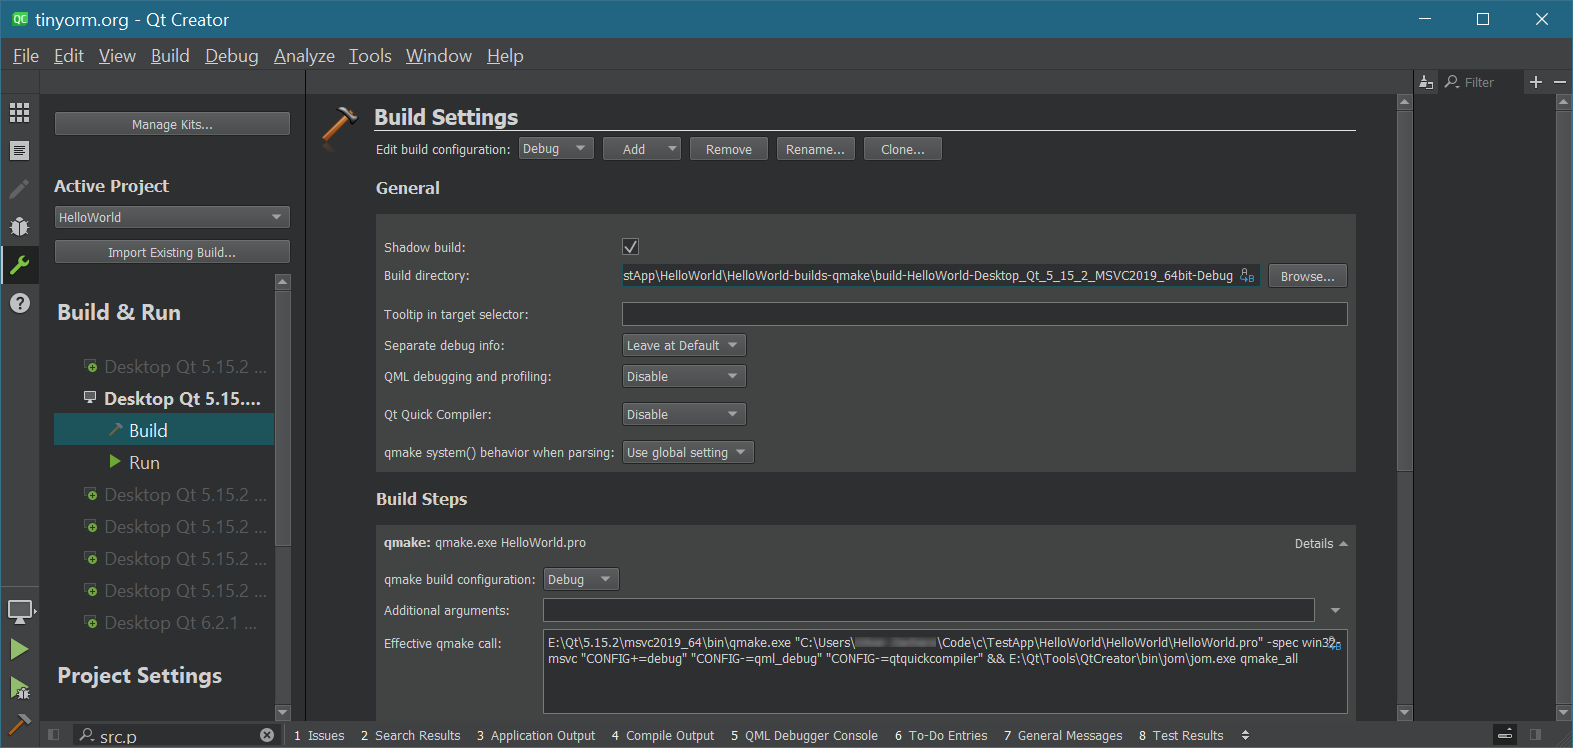 QC tinyorm.org - Qt Creator
File Edit View Build Debug Analyze Tools Window Help
Filter
Manage Kits...
Active Project
HelloWorld
Import Existing Build...
Build & Run
Desktop Qt 5.15.2 ...
Desktop Qt 5.15....
Build
Run
Desktop Qt 5.15.2 ...
Desktop Qt 5.15.2 ...
Desktop Qt 5.15.2 ...
Desktop Qt 5.15.2 ...
Desktop Qt 6.2.1 ...
Project Settings
Build Settings
Edit build configuration: Debug Add Remove Rename... Clone...
General
Shadow build:
Build directory: stApp\HelloWorld\HelloWorld-builds-qmake\build-HelloWorld-Desktop_Qt_5_15_2_MSVC2019_64bit-Debug Browse...
Tooltip in target selector:
Separate debug info: Leave at Default
QML debugging and profiling: Disable
Qt Quick Compiler: Disable
qmake system() behavior when parsing: Use global setting
Build Steps
qmake: qmake.exe HelloWorld.pro Details
qmake build configuration: Debug
Additional arguments:
Effective qmake call: E:\Qt\5.15.2\msvc2019_64\bin\qmake.exe "C:\Users\ \Code\c\TestApp\HelloWorld\HelloWorld\HelloWorld.pro" -spec win32-
msvc "CONFIG+=debug" "CONFIG-=qml_debug" "CONFIG-=qtquickcompiler" && E:\Qt\Tools\QtCreator\bin\jom\jom.exe qmake_all
src.p
1 Issues 2 Search Results 3 Application Output 4 Compile Output 5 QML Debugger Console 6 To-Do Entries 7 General Messages 8 Test Results